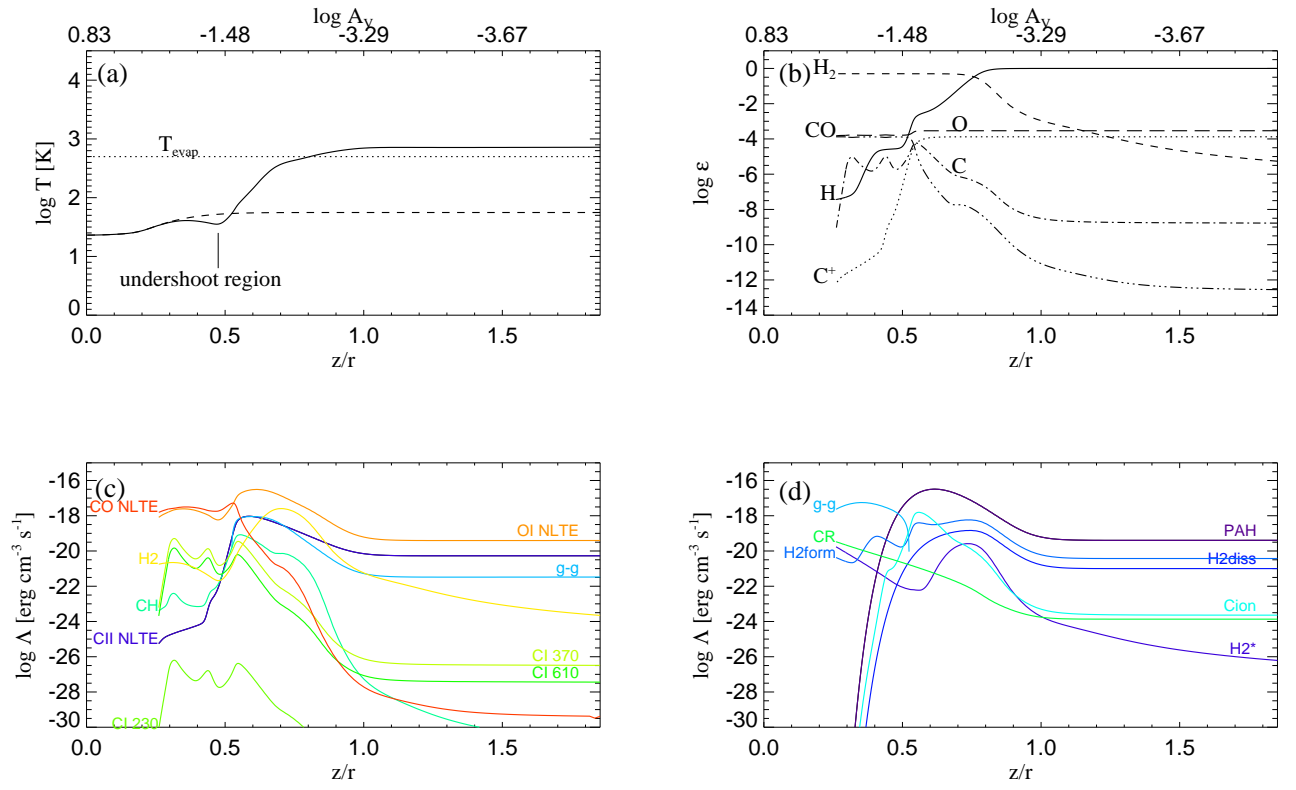 log A_V
0.83 -1.48 -3.29 -3.67
(a)
T_evap
undershoot region
log T [K]
4
3
2
1
0
0.0 0.5 1.0 1.5
z/r
log A_V
0.83 -1.48 -3.29 -3.67
(b)
H_2
CO
O
C
H
C^+
log ε
0
-2
-4
-6
-8
-10
-12
-14
0.0 0.5 1.0 1.5
z/r
(c)
CO NLTE
OI NLTE
H2
g-g
CH
CII NLTE
CI 370
CI 610
CI 230
log Λ [erg cm^-3 s^-1]
-16
-18
-20
-22
-24
-26
-28
-30
0.0 0.5 1.0 1.5
z/r
(d)
g-g
CR
PAH
H2form
H2diss
Cion
H2*
log Λ [erg cm^-3 s^-1]
-16
-18
-20
-22
-24
-26
-28
-30
0.0 0.5 1.0 1.5
z/r